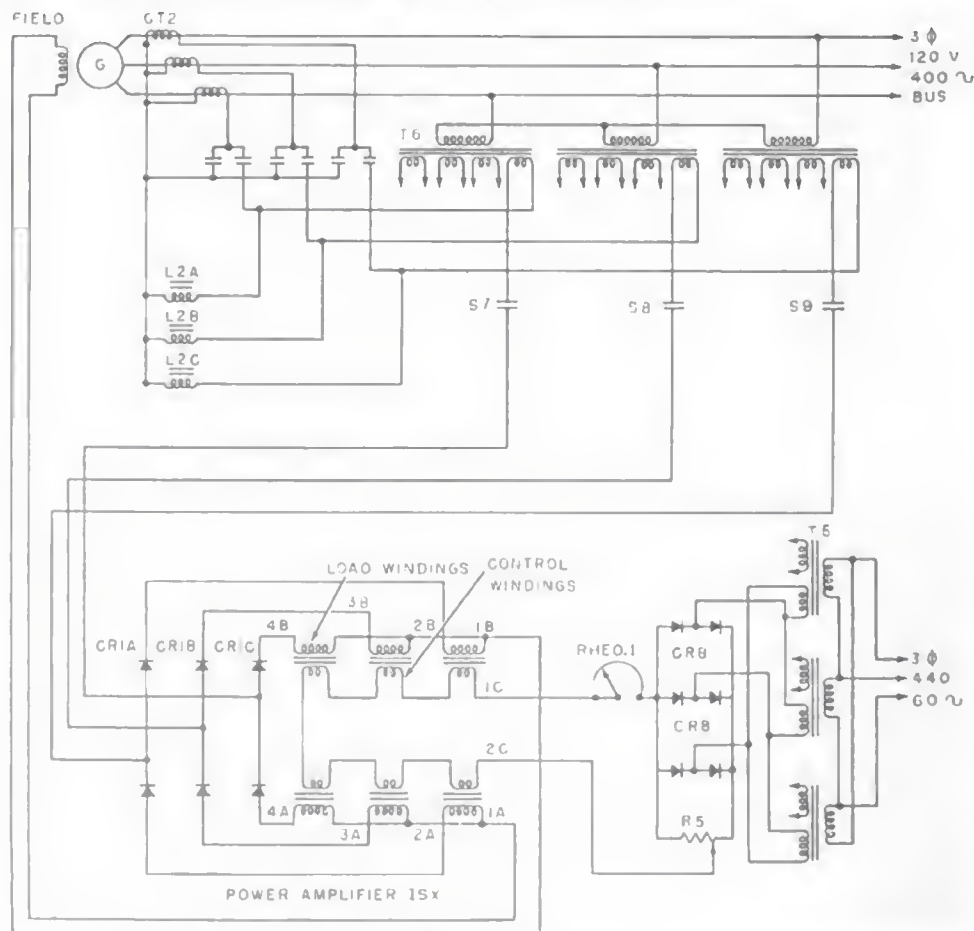 FIELD
CT2
G
3 ϕ
120 V
400 ~
BUS
T6
L2A
L2B
L2C
S7
S8
S9
T5
LOAD WINDINGS
CONTROL
WINDINGS
3B
4B
2B
1B
CR1A
CR1B
CR1C
RHEO.1
CR8
1C
CR8
3 ϕ
440
60 ~
2C
4A
3A
2A
1A
R5
POWER AMPLIFIER ISX